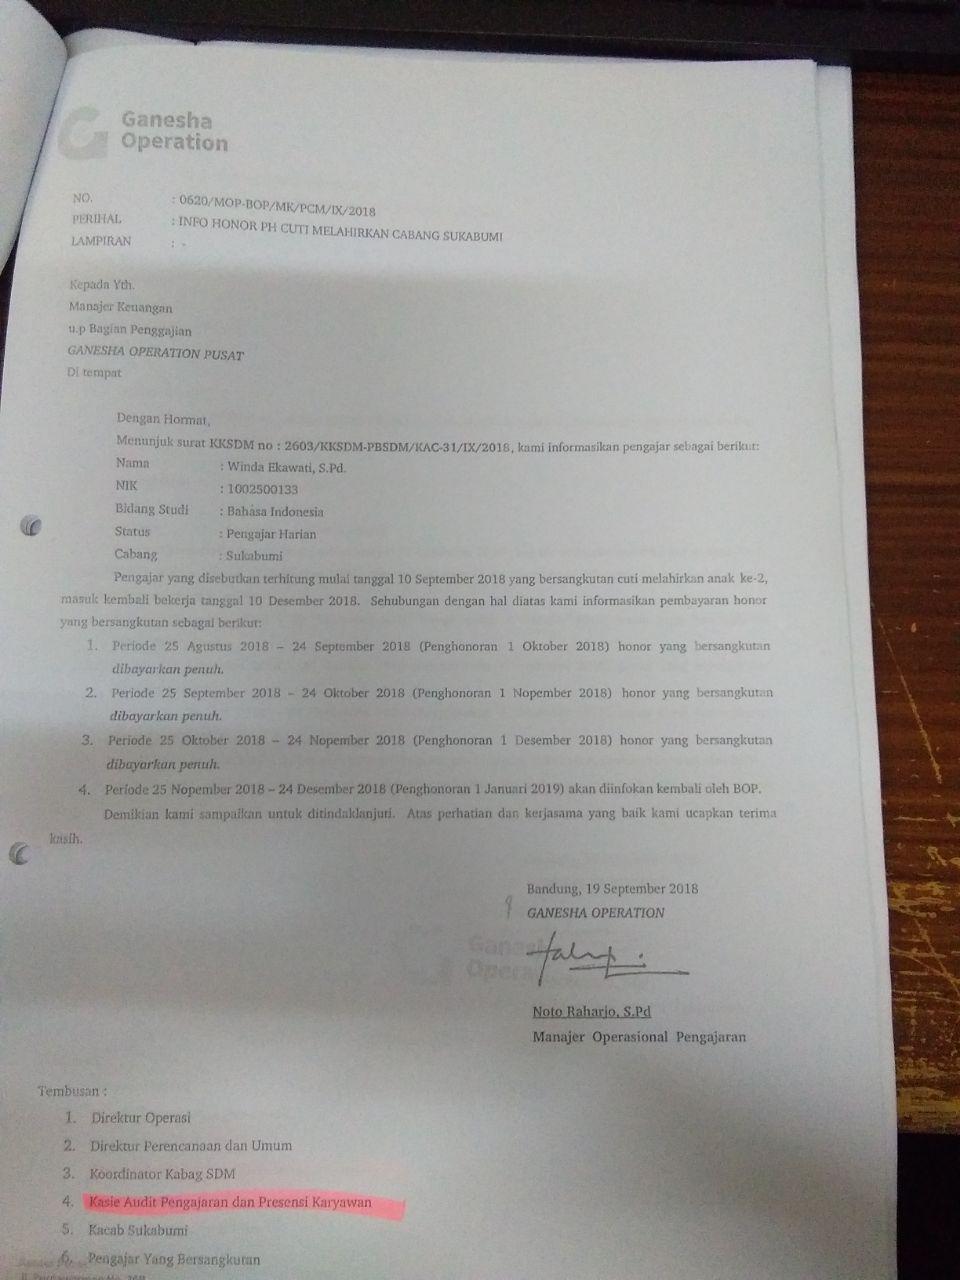 Ganesha
Operation
NO. : 0620/MOP-BOP/MK/PCM/IX/2018
PERIHAL : INFO HONOR PH CUTI MELAHIRKAN CABANG SUKABUMI
LAMPIRAN : -
Kepada Yth.
Manajer Keuangan
u.p Bagian Penggajian
GANESHA OPERATION PUSAT
Di tempat
Dengan Hormat,
Menunjuk surat KKSDM no : 2603/KKSDM-PBSDM/KAC-31/IX/2018, kami informasikan pengajar sebagai berikut:
Nama : Winda Ekawati, S.Pd.
NIK : 1002500133
Bidang Studi : Bahasa Indonesia
Status : Pengajar Harian
Cabang : Sukabumi
Pengajar yang disebutkan terhitung mulai tanggal 10 September 2018 yang bersangkutan cuti melahirkan anak ke-2,
masuk kembali bekerja tanggal 10 Desember 2018. Sehubungan dengan hal diatas kami informasikan pembayaran honor
yang bersangkutan sebagai berikut:
1. Periode 25 Agustus 2018 – 24 September 2018 (Penghonoran 1 Oktober 2018) honor yang bersangkutan
dibayarkan penuh.
2. Periode 25 September 2018 – 24 Oktober 2018 (Penghonoran 1 Nopember 2018) honor yang bersangkutan
dibayarkan penuh.
3. Periode 25 Oktober 2018 – 24 Nopember 2018 (Penghonoran 1 Desember 2018) honor yang bersangkutan
dibayarkan penuh.
4. Periode 25 Nopember 2018 – 24 Desember 2018 (Penghonoran 1 Januari 2019) akan diinfokan kembali oleh BOP.
Demikian kami sampaikan untuk ditindaklanjuti. Atas perhatian dan kerjasama yang baik kami ucapkan terima
kasih.
Bandung, 19 September 2018
GANESHA OPERATION
Noto Raharjo, S.Pd
Manajer Operasional Pengajaran
Tembusan :
1. Direktur Operasi
2. Direktur Perencanaan dan Umum
3. Koordinator Kabag SDM
4. Kasie Audit Pengajaran dan Presensi Karyawan
5. Kacab Sukabumi
6. Pengajar Yang Bersangkutan